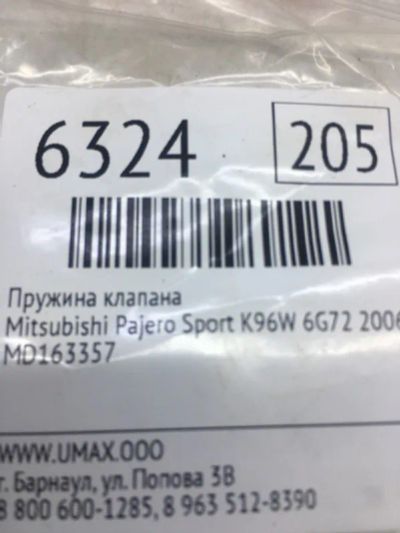 6324 205
Пружина клапана
Mitsubishi Pajero Sport K96W 6G72 2006
MD163357
WWW.UMAX.OOO
г. Барнаул, ул. Попова 3В
8 800 600-1285, 8 963 512-8390